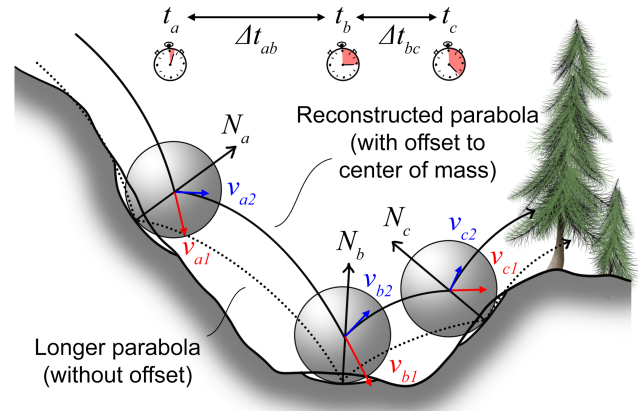 t_a t_b t_c
Δt_ab Δt_bc
Reconstructed parabola
(with offset to
center of mass)
N_a
v_a2
v_a1
N_c
v_c2
v_c1
N_b
v_b2
v_b1
Longer parabola
(without offset)